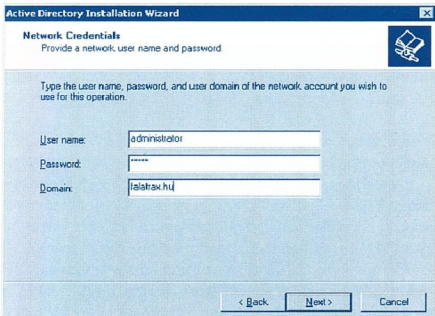 Active Directory Installation Wizard
Network Credentials
Provide a network user name and password.
Type the user name, password, and user domain of the network account you wish to
use for this operation.
User name:
administrator
Password:
*****
Domain:
lalatrax.hu
< Back
Next >
Cancel